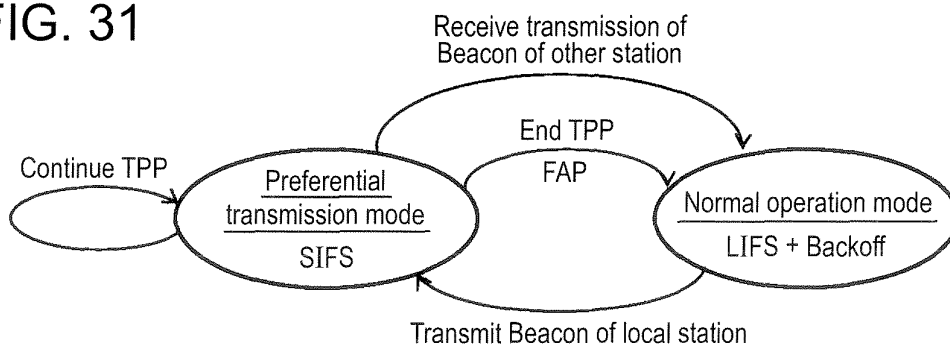 FIG. 31
Receive transmission of
Beacon of other station
End TPP
Continue TPP
FAP
Preferential
transmission mode
SIFS
Normal operation mode
LIFS + Backoff
Transmit Beacon of local station